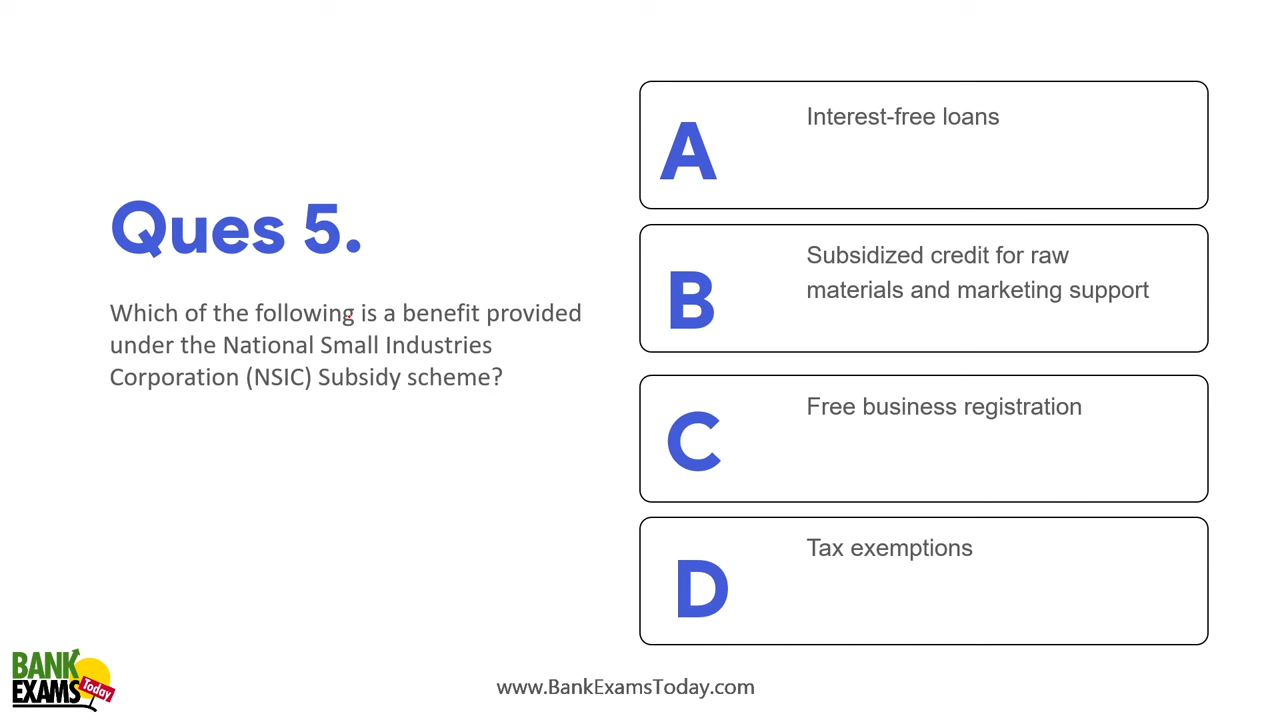 Ques 5.
Which of the following is a benefit provided
under the National Small Industries
Corporation (NSIC) Subsidy scheme?
A
Interest-free loans
B
Subsidized credit for raw
materials and marketing support
C
Free business registration
D
Tax exemptions
BANK
EXAMS
Today
www.BankExamsToday.com